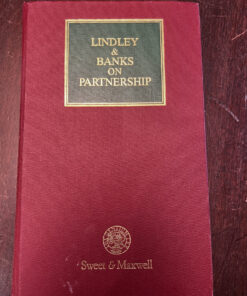 LINDLEY
&
BANKS
ON
PARTNERSHIP
Sweet & Maxwell